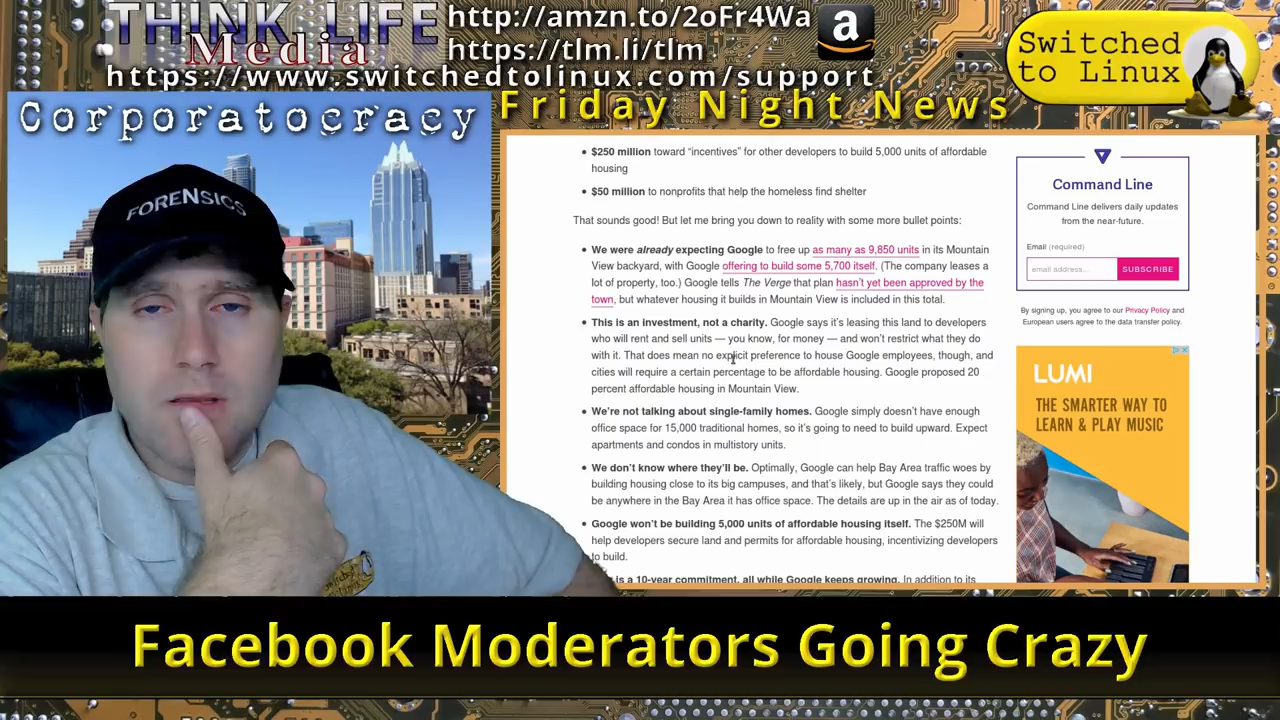 THINK LIFE
Media
http://amzn.to/2oFr4Wa
https://tlm.li/tlm
https://www.switchedtolinux.com/support
a
Switched
to Linux
Corporatocracy
Friday Night News
FORENSICS
• $250 million toward “incentives” for other developers to build 5,000 units of affordable
housing
• $50 million to nonprofits that help the homeless find shelter
That sounds good! But let me bring you down to reality with some more bullet points:
• We were already expecting Google to free up as many as 9,850 units in its Mountain
View backyard, with Google offering to build some 5,700 itself. (The company leases a
lot of property, too.) Google tells The Verge that plan hasn’t yet been approved by the
town, but whatever housing it builds in Mountain View is included in this total.
• This is an investment, not a charity. Google says it’s leasing this land to developers
who will rent and sell units — you know, for money — and won’t restrict what they do
with it. That does mean no explicit preference to house Google employees, though, and
cities will require a certain percentage to be affordable housing. Google proposed 20
percent affordable housing in Mountain View.
• We’re not talking about single-family homes. Google simply doesn’t have enough
office space for 15,000 traditional homes, so it’s going to need to build upward. Expect
apartments and condos in multistory units.
• We don’t know where they’ll be. Optimally, Google can help Bay Area traffic woes by
building housing close to its big campuses, and that’s likely, but Google says they could
be anywhere in the Bay Area it has office space. The details are up in the air as of today.
• Google won’t be building 5,000 units of affordable housing itself. The $250M will
help developers secure land and permits for affordable housing, incentivizing developers
to build.
is a 10-year commitment, all while Google keeps growing. In addition to its
Command Line
Command Line delivers daily updates
from the near-future.
Email (required)
email address...
SUBSCRIBE
By signing up, you agree to our Privacy Policy and
European users agree to the data transfer policy.
LUMI
THE SMARTER WAY TO
LEARN & PLAY MUSIC
Facebook Moderators Going Crazy